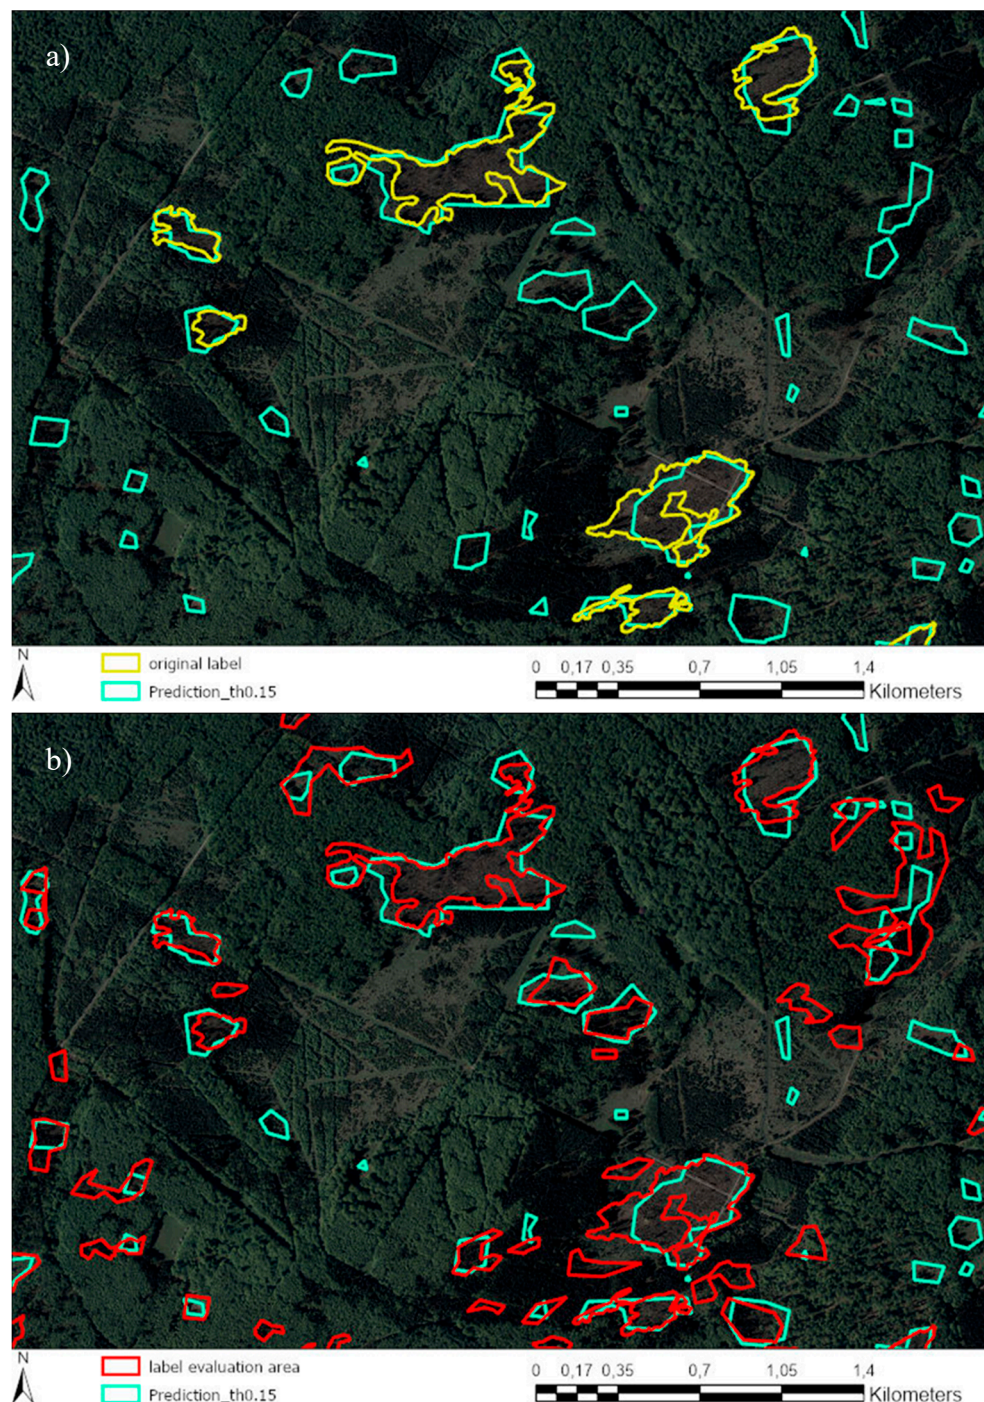 a)
N
original label
Prediction_th0.15
0 0,17 0,35 0,7 1,05 1,4
Kilometers
b)
N
label evaluation area
Prediction_th0.15
0 0,17 0,35 0,7 1,05 1,4
Kilometers